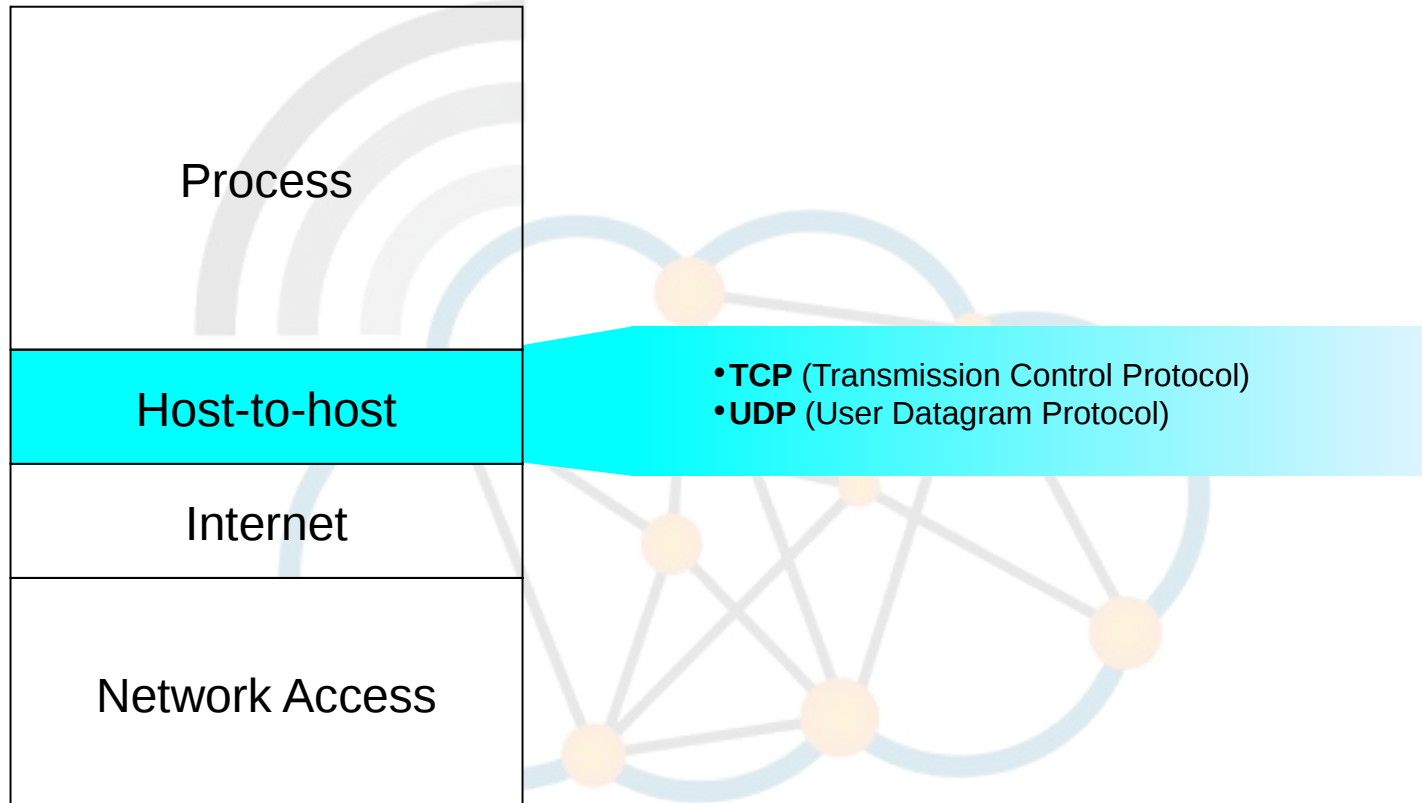 Process
Host-to-host
•TCP (Transmission Control Protocol)
•UDP (User Datagram Protocol)
Internet
Network Access